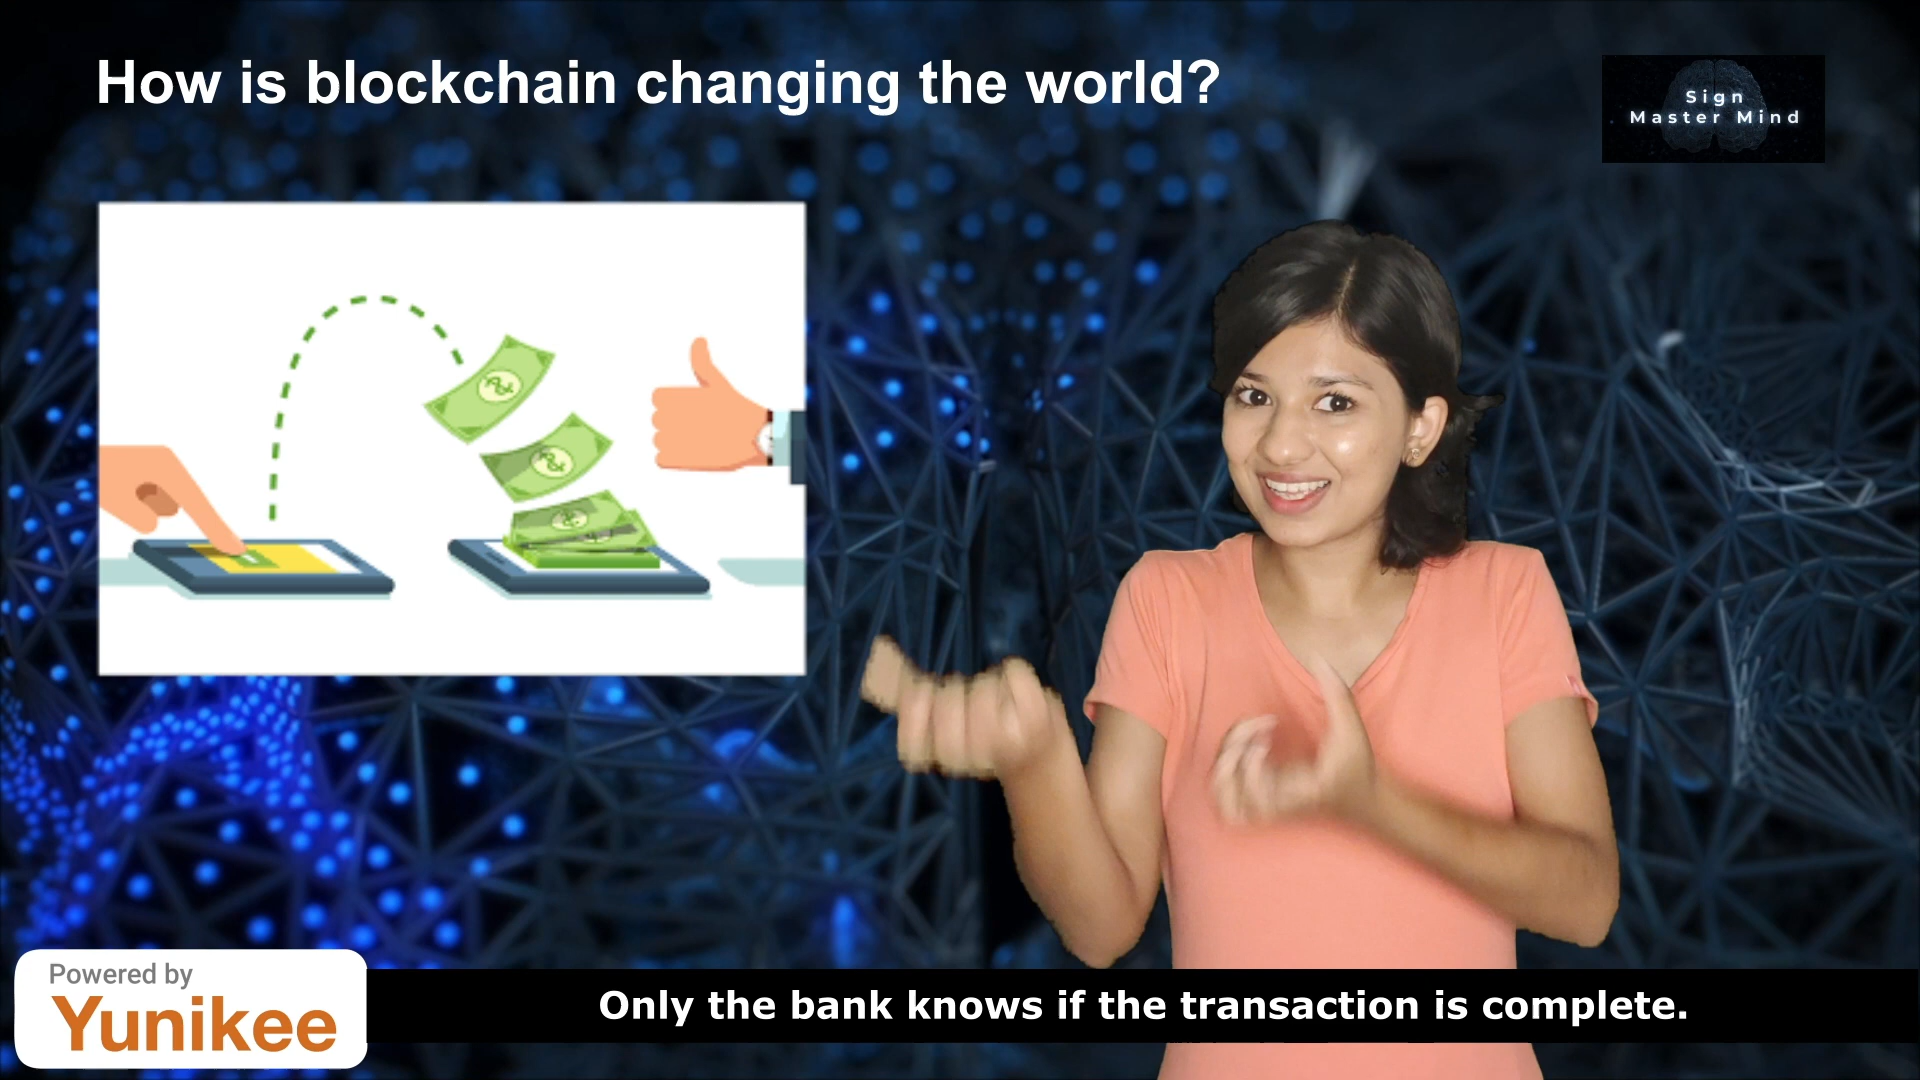 How is blockchain changing the world?
Sign
Master Mind
Powered by
Yunikee
Only the bank knows if the transaction is complete.